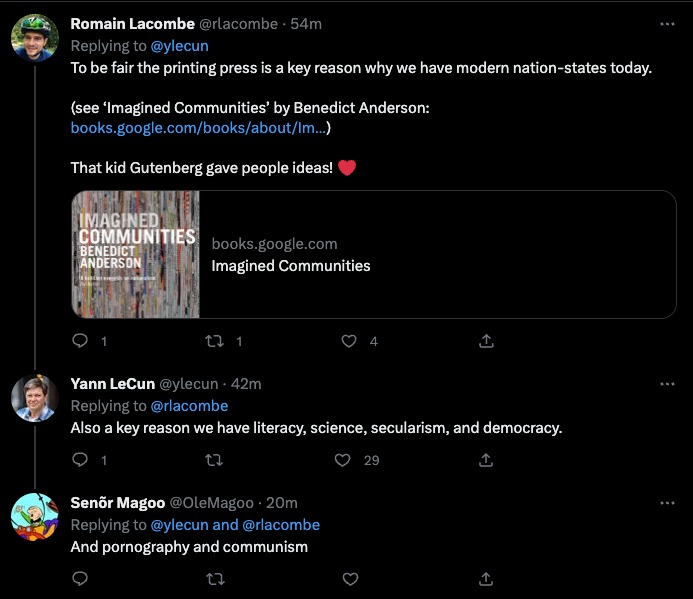 Romain Lacombe @rlacombe · 54m
Replying to @ylecun
To be fair the printing press is a key reason why we have modern nation-states today.
(see ‘Imagined Communities’ by Benedict Anderson:
books.google.com/books/about/Im...)
That kid Gutenberg gave people ideas! ❤️
IMAGINED
COMMUNITIES
BENEDICT
ANDERSON
books.google.com
Imagined Communities
1 1 4
Yann LeCun @ylecun · 42m
Replying to @rlacombe
Also a key reason we have literacy, science, secularism, and democracy.
1 29
Senõr Magoo @OleMagoo · 20m
Replying to @ylecun and @rlacombe
And pornography and communism